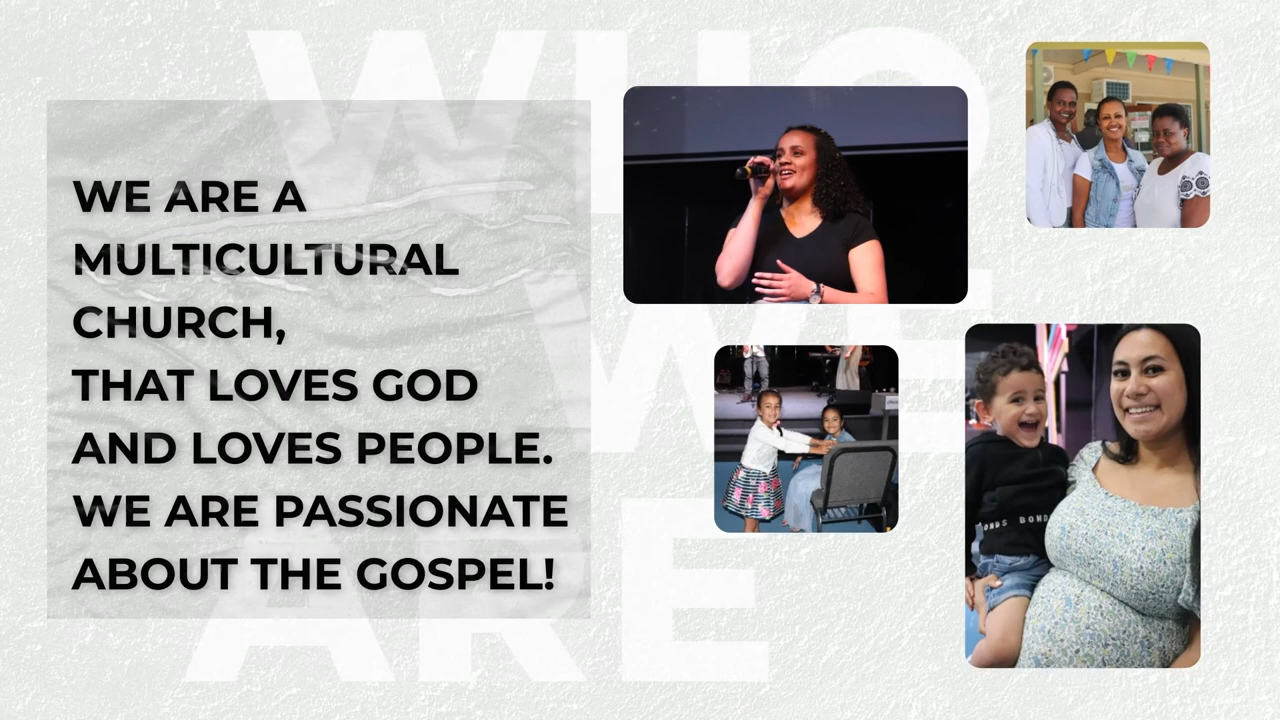 WHO
WE
ARE
WE ARE A
MULTICULTURAL
CHURCH,
THAT LOVES GOD
AND LOVES PEOPLE.
WE ARE PASSIONATE
ABOUT THE GOSPEL!